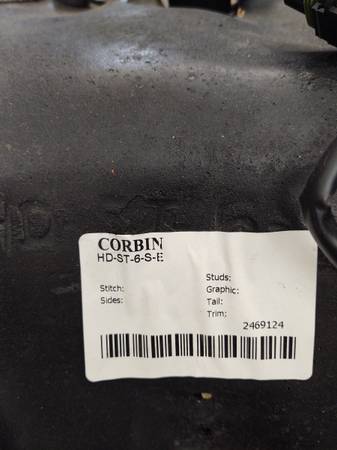 CORBIN
HD-ST-6-S-E
Studs:
Stitch: Graphic:
Sides: Tail:
Trim:
2469124